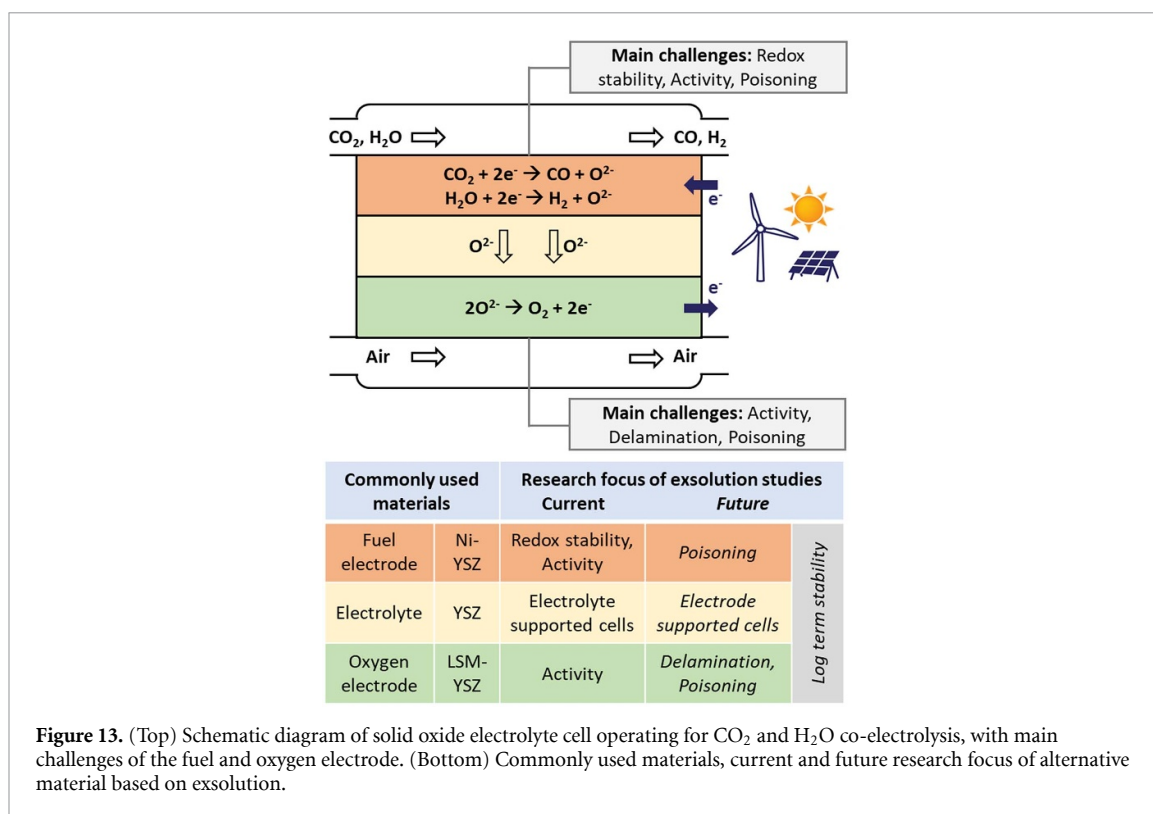 Main challenges: Redox
stability, Activity, Poisoning
CO₂, H₂O
CO, H₂
CO₂ + 2e⁻ → CO + O²⁻
H₂O + 2e⁻ → H₂ + O²⁻
e⁻
O²⁻ O²⁻
e⁻
2O²⁻ → O₂ + 2e⁻
Air
Air
Main challenges: Activity,
Delamination, Poisoning
Commonly used
materials
Research focus of exsolution studies
Current Future
Fuel
electrode
Ni-
YSZ
Redox stability,
Activity
Poisoning
Electrolyte
YSZ
Electrolyte
supported cells
Electrode
supported cells
Oxygen
electrode
LSM-
YSZ
Activity
Delamination,
Poisoning
Log term stability
Figure 13. (Top) Schematic diagram of solid oxide electrolyte cell operating for CO₂ and H₂O co-electrolysis, with main
challenges of the fuel and oxygen electrode. (Bottom) Commonly used materials, current and future research focus of alternative
material based on exsolution.